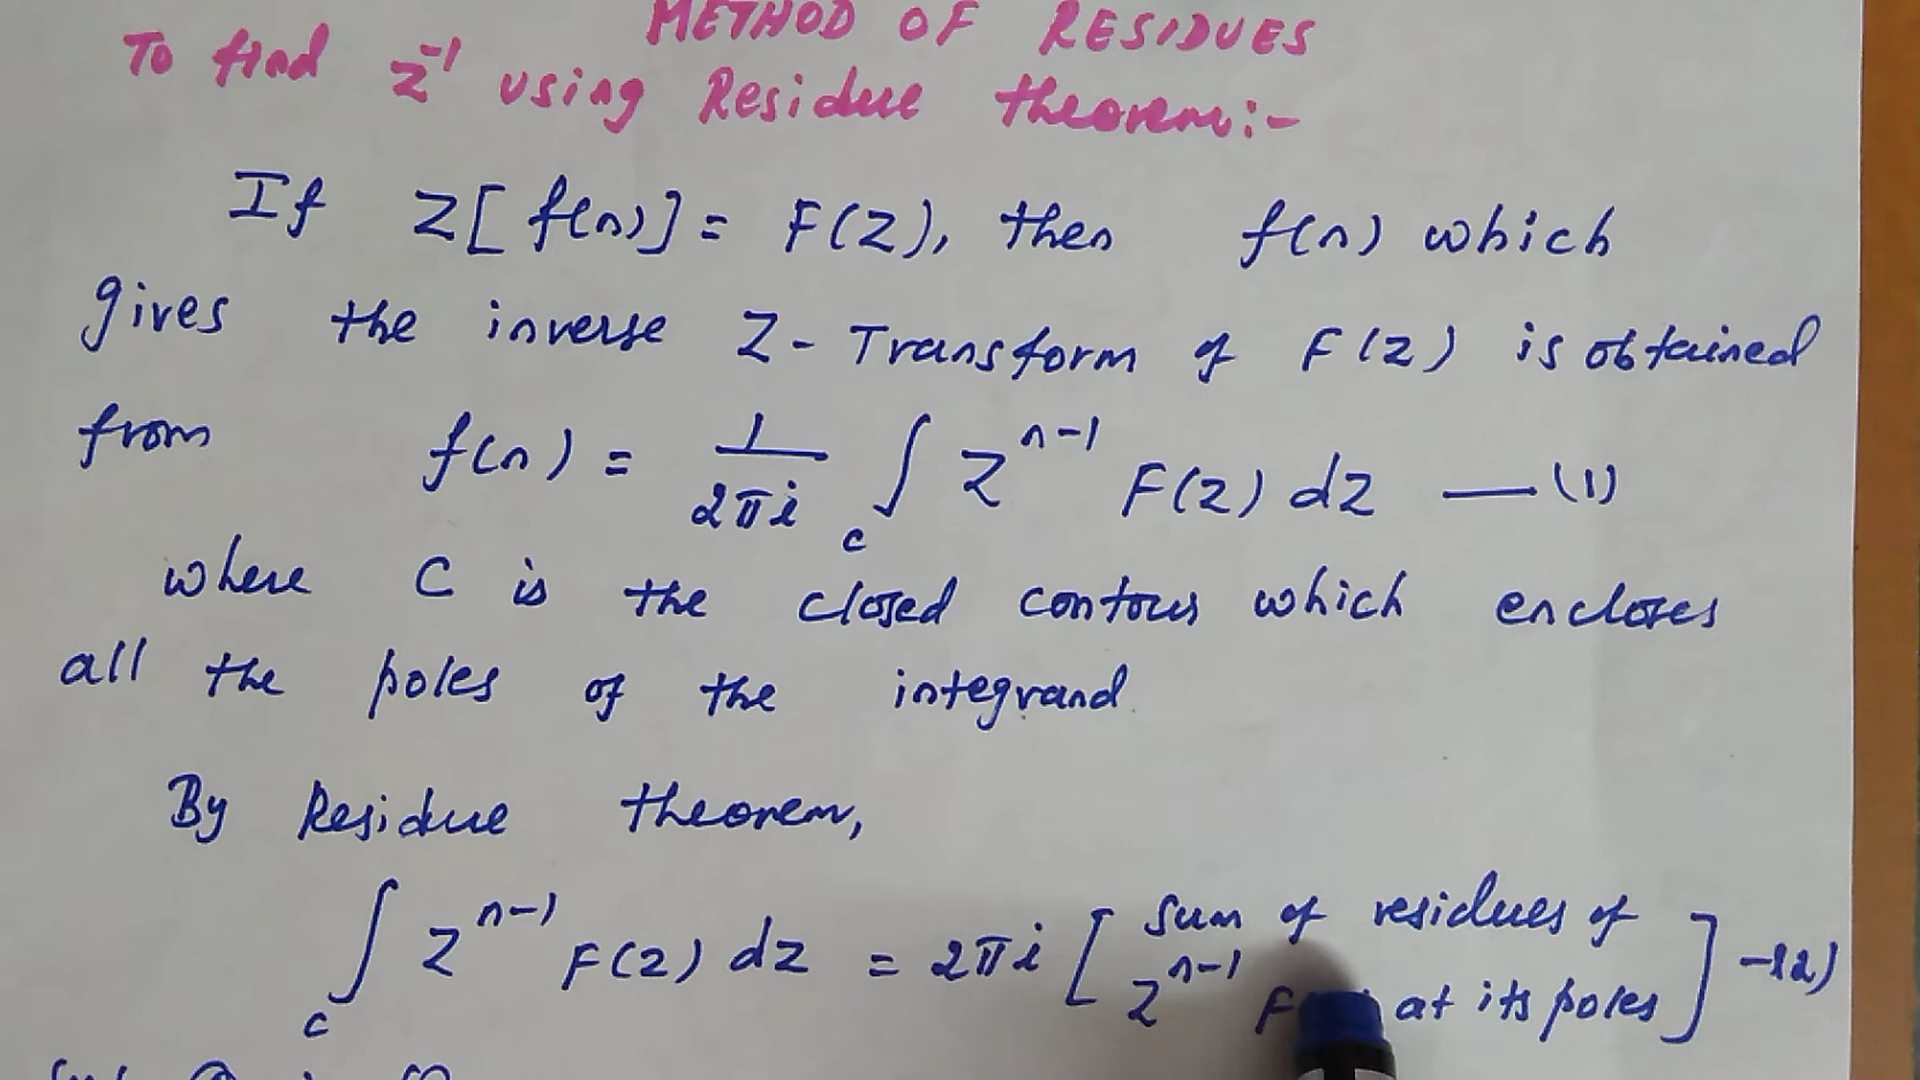 METHOD OF RESIDUES
To find z⁻¹ using Residue theorem:-
If Z[f(n)] = F(Z), then f(n) which
gives the inverse Z-Transform of F(Z) is obtained
from f(n) = 1/2πi ∫_c Z^(n-1) F(Z) dZ — (1)
where C is the closed contour which encloses
all the poles of the integrand
By Residue theorem,
∫_c Z^(n-1) F(Z) dZ = 2πi [ sum of residues of Z^(n-1) F at its poles ] - (2)